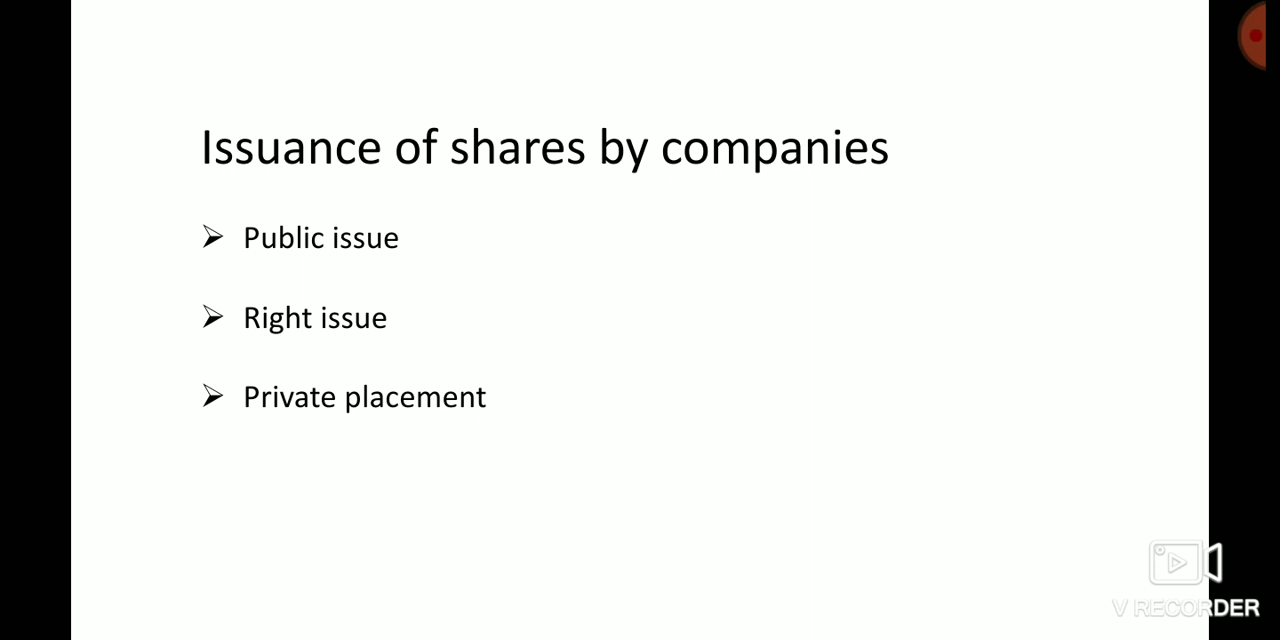 Issuance of shares by companies
Public issue
Right issue
Private placement
V RECORDER